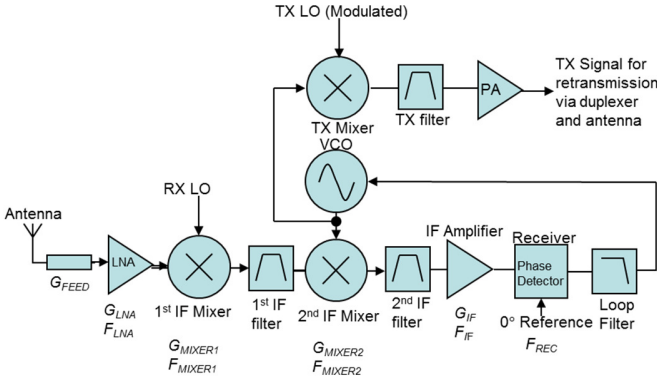 TX LO (Modulated)
TX Mixer
TX filter
PA
TX Signal for
retransmission
via duplexer
and antenna
VCO
RX LO
Antenna
G_FEED
LNA
G_LNA
F_LNA
1st IF Mixer
G_MIXER1
F_MIXER1
1st IF
filter
2nd IF Mixer
G_MIXER2
F_MIXER2
2nd IF
filter
IF Amplifier
G_IF
F_IF
Receiver
Phase
Detector
0° Reference
F_REC
Loop
Filter